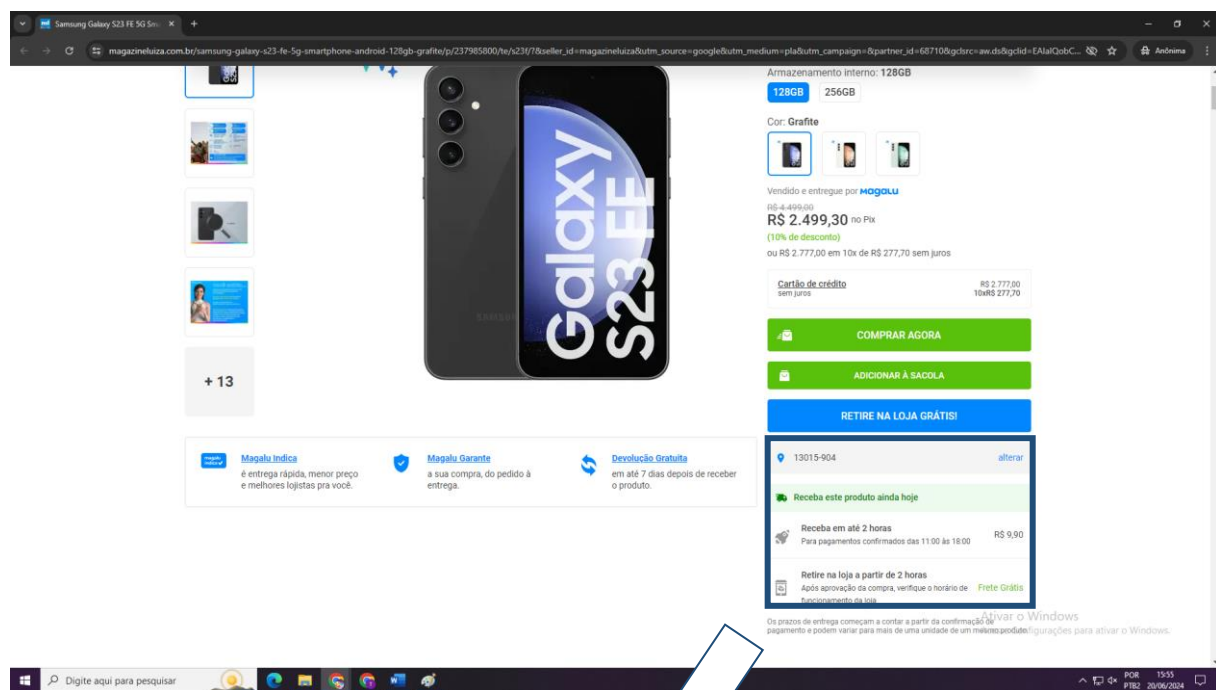 Samsung Galaxy S23 FE 5G Sm
magazineluiza.com.br/samsung-galaxy-s23-fe-5g-smartphone-android-128gb-grafite/p/237985800/te/s23f/?&seller_id=magazineluiza&utm_source=google&utm_medium=pla&utm_campaign=&partner_id=68710&gclsrc=aw.ds&gclid=EAIaIQobC...
Anônima
Armazenamento interno: 128GB
128GB 256GB
Cor: Grafite
Galaxy
S23 FE
SAMSU
+ 13
Vendido e entregue por Magalu
R$ 4.499,00
R$ 2.499,30 no Pix
(10% de desconto)
ou R$ 2.777,00 em 10x de R$ 277,70 sem juros
Cartão de crédito R$ 2.777,00
sem juros 10xR$ 277,70
COMPRAR AGORA
ADICIONAR À SACOLA
RETIRE NA LOJA GRÁTIS!
Magalu Indica
é entrega rápida, menor preço
e melhores lojistas pra você.
Magalu Garante
a sua compra, do pedido à
entrega.
Devolução Gratuita
em até 7 dias depois de receber
o produto.
13015-904 alterar
Receba este produto ainda hoje
Receba em até 2 horas
Para pagamentos confirmados das 11:00 às 18:00 R$ 9,90
Retire na loja a partir de 2 horas
Após aprovação da compra, verifique o horário de Frete Grátis
funcionamento da loja
Os prazos de entrega começam a contar a partir da confirmação de
pagamento e podem variar para mais de uma unidade de um mesmo produto
Ativar o Windows
configurações para ativar o Windows.
Digite aqui para pesquisar
POR 15:55
PTB2 20/06/2024